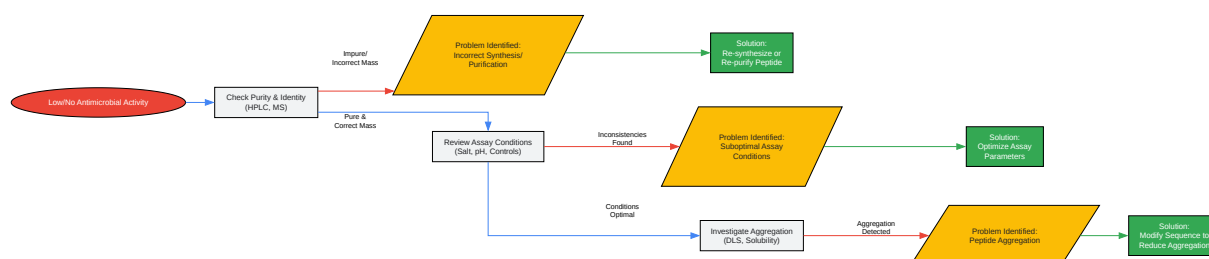 Low/No Antimicrobial Activity
Check Purity & Identity
(HPLC, MS)
Impure/
Incorrect Mass
Problem Identified:
Incorrect Synthesis/
Purification
Solution:
Re-synthesize or
Re-purify Peptide
Pure &
Correct Mass
Review Assay Conditions
(Salt, pH, Controls)
Inconsistencies
Found
Problem Identified:
Suboptimal Assay
Conditions
Solution:
Optimize Assay
Parameters
Conditions
Optimal
Investigate Aggregation
(DLS, Solubility)
Aggregation
Detected
Problem Identified:
Peptide Aggregation
Solution:
Modify Sequence to
Reduce Aggregation